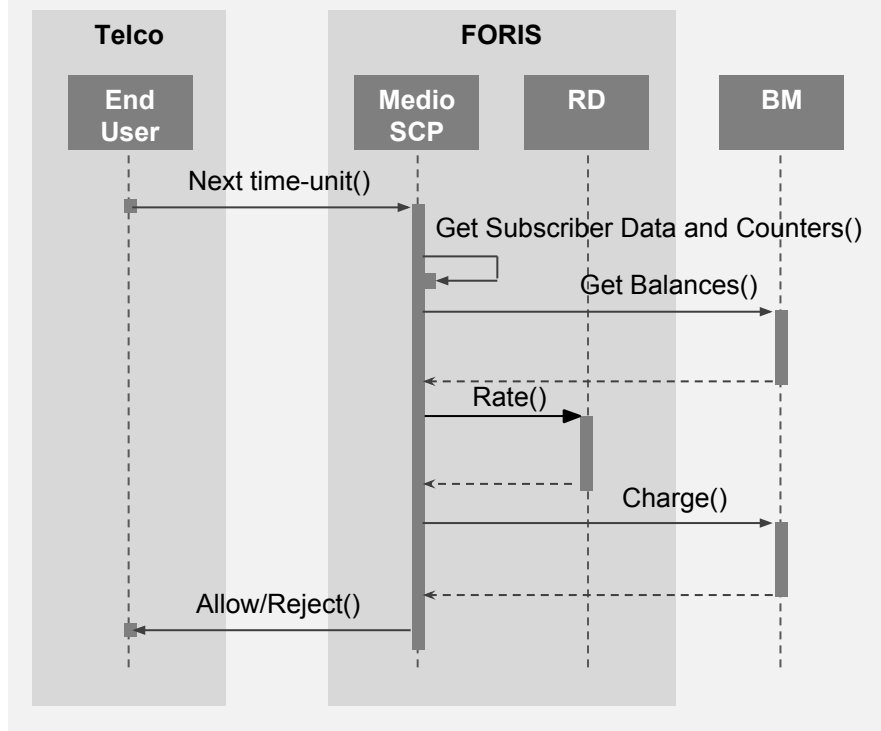 Telco
FORIS
End
User
Medio
SCP
RD
BM
Next time-unit()
Get Subscriber Data and Counters()
Get Balances()
Rate()
Charge()
Allow/Reject()